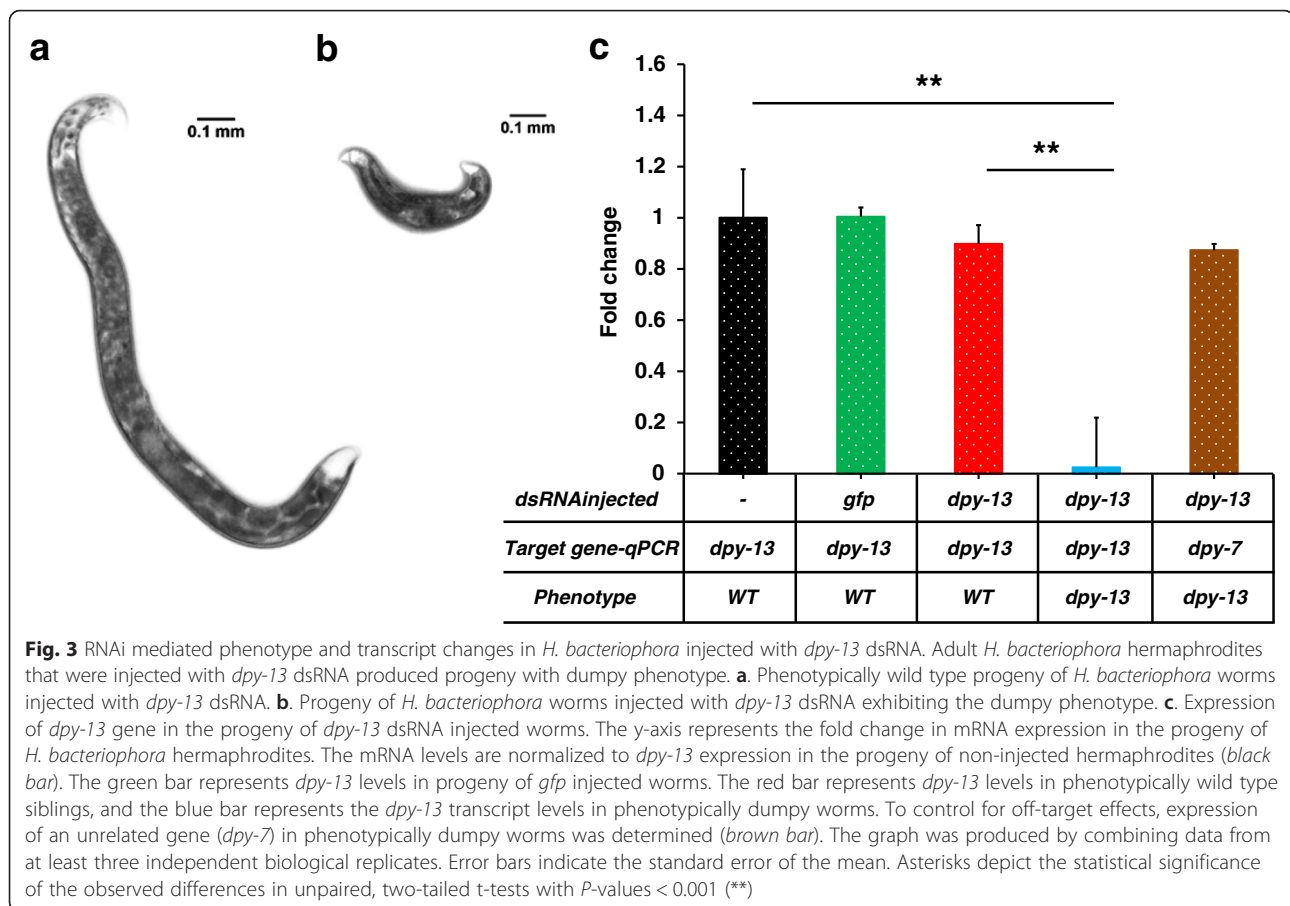 a
b
c
0.1 mm
0.1 mm
Fold change
1.6
1.4
1.2
1
0.8
0.6
0.4
0.2
0
**
**
dsRNAinjected - gfp dpy-13 dpy-13 dpy-13
Target gene-qPCR dpy-13 dpy-13 dpy-13 dpy-13 dpy-7
Phenotype WT WT WT dpy-13 dpy-13
Fig. 3 RNAi mediated phenotype and transcript changes in H. bacteriophora injected with dpy-13 dsRNA. Adult H. bacteriophora hermaphrodites
that were injected with dpy-13 dsRNA produced progeny with dumpy phenotype. a. Phenotypically wild type progeny of H. bacteriophora worms
injected with dpy-13 dsRNA. b. Progeny of H. bacteriophora worms injected with dpy-13 dsRNA exhibiting the dumpy phenotype. c. Expression
of dpy-13 gene in the progeny of dpy-13 dsRNA injected worms. The y-axis represents the fold change in mRNA expression in the progeny of
H. bacteriophora hermaphrodites. The mRNA levels are normalized to dpy-13 expression in the progeny of non-injected hermaphrodites (black
bar). The green bar represents dpy-13 levels in progeny of gfp injected worms. The red bar represents dpy-13 levels in phenotypically wild type
siblings, and the blue bar represents the dpy-13 transcript levels in phenotypically dumpy worms. To control for off-target effects, expression
of an unrelated gene (dpy-7) in phenotypically dumpy worms was determined (brown bar). The graph was produced by combining data from
at least three independent biological replicates. Error bars indicate the standard error of the mean. Asterisks depict the statistical significance
of the observed differences in unpaired, two-tailed t-tests with P-values < 0.001 (**)